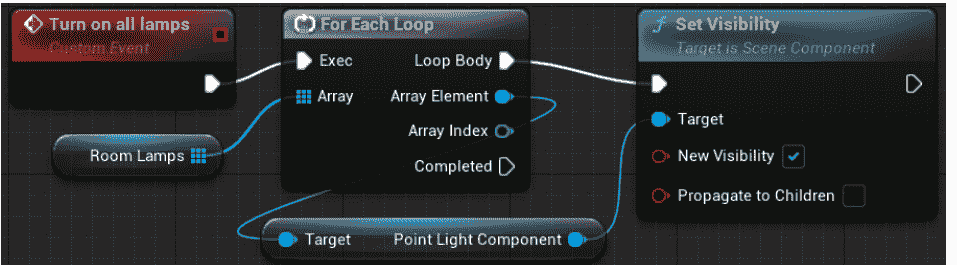 Turn on all lamps
Custom Event
For Each Loop
Exec
Loop Body
Array
Array Element
Array Index
Completed
Room Lamps
Target
Point Light Component
Set Visibility
Target is Scene Component
Target
New Visibility
Propagate to Children